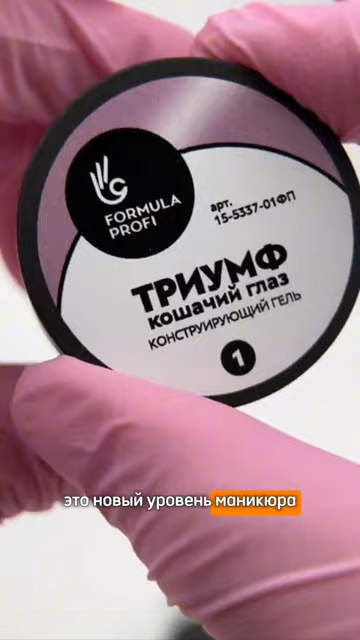 FORMULA
PROFI
арт.
15-5337-01ФП
ТРИУМФ
кошачий глаз
КОНСТРУИРУЮЩИЙ ГЕЛЬ
1
это новый уровень маникюра